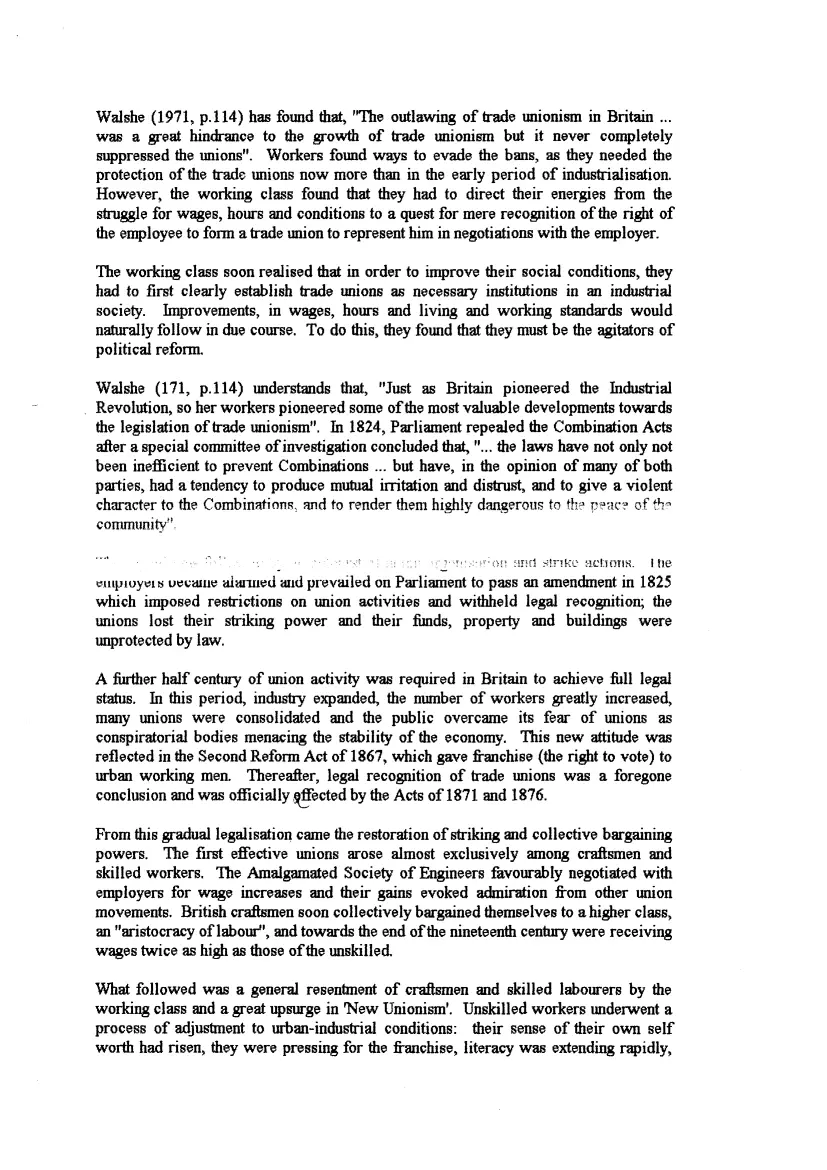 Walshe (1971, p.114) has found that, "The outlawing of trade unionism in Britain ...
was a great hindrance to the growth of trade unionism but it never completely
suppressed the unions". Workers found ways to evade the bans, as they needed the
protection of the trade unions now more than in the early period of industrialisation.
However, the working class found that they had to direct their energies from the
struggle for wages, hours and conditions to a quest for mere recognition of the right of
the employee to form a trade union to represent him in negotiations with the employer.
The working class soon realised that in order to improve their social conditions, they
had to first clearly establish trade unions as necessary institutions in an industrial
society. Improvements, in wages, hours and living and working standards would
naturally follow in due course. To do this, they found that they must be the agitators of
political reform.
Walshe (171, p.114) understands that, "Just as Britain pioneered the Industrial
Revolution, so her workers pioneered some of the most valuable developments towards
the legislation of trade unionism". In 1824, Parliament repealed the Combination Acts
after a special committee of investigation concluded that, "... the laws have not only not
been inefficient to prevent Combinations ... but have, in the opinion of many of both
parties, had a tendency to produce mutual irritation and distrust, and to give a violent
character to the Combinations, and to render them highly dangerous to the peace of the
community".
and strike actions. The
employers became alarmed and prevailed on Parliament to pass an amendment in 1825
which imposed restrictions on union activities and withheld legal recognition; the
unions lost their striking power and their funds, property and buildings were
unprotected by law.
A further half century of union activity was required in Britain to achieve full legal
status. In this period, industry expanded, the number of workers greatly increased,
many unions were consolidated and the public overcame its fear of unions as
conspiratorial bodies menacing the stability of the economy. This new attitude was
reflected in the Second Reform Act of 1867, which gave franchise (the right to vote) to
urban working men. Thereafter, legal recognition of trade unions was a foregone
conclusion and was officially effected by the Acts of 1871 and 1876.
From this gradual legalisation came the restoration of striking and collective bargaining
powers. The first effective unions arose almost exclusively among craftsmen and
skilled workers. The Amalgamated Society of Engineers favourably negotiated with
employers for wage increases and their gains evoked admiration from other union
movements. British craftsmen soon collectively bargained themselves to a higher class,
an "aristocracy of labour", and towards the end of the nineteenth century were receiving
wages twice as high as those of the unskilled.
What followed was a general resentment of craftsmen and skilled labourers by the
working class and a great upsurge in 'New Unionism'. Unskilled workers underwent a
process of adjustment to urban-industrial conditions: their sense of their own self
worth had risen, they were pressing for the franchise, literacy was extending rapidly,